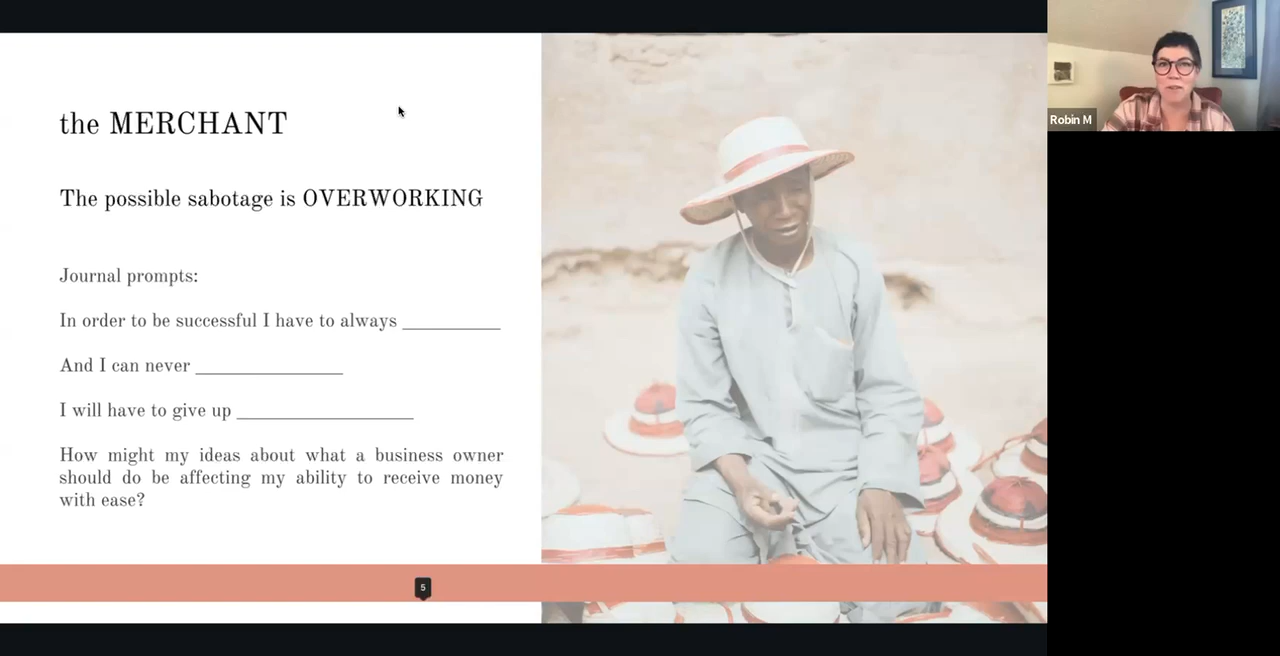 the MERCHANT
The possible sabotage is OVERWORKING
Journal prompts:
In order to be successful I have to always __________
And I can never _______________
I will have to give up __________________
How might my ideas about what a business owner
should do be affecting my ability to receive money
with ease?
5
Robin M